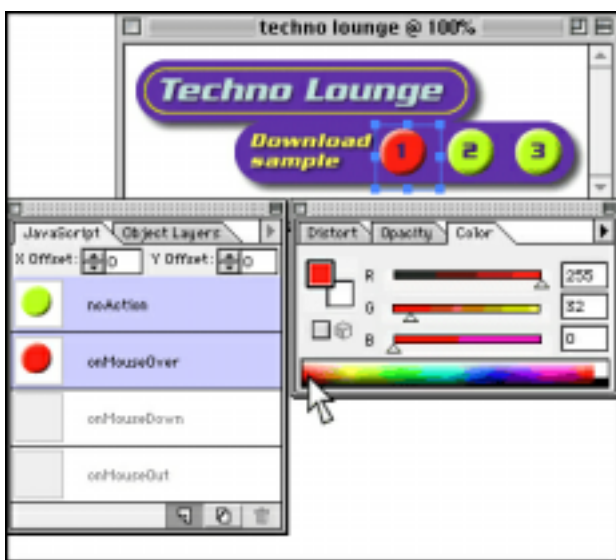 techno lounge @ 100%
Techno Lounge
Download
sample
1 2 3
JavaScript Object Layers
X Offset: 0 Y Offset: 0
noAction
onMouseOver
onMouseDown
onMouseOut
Distort Opacity Color
R 255
G 32
B 0